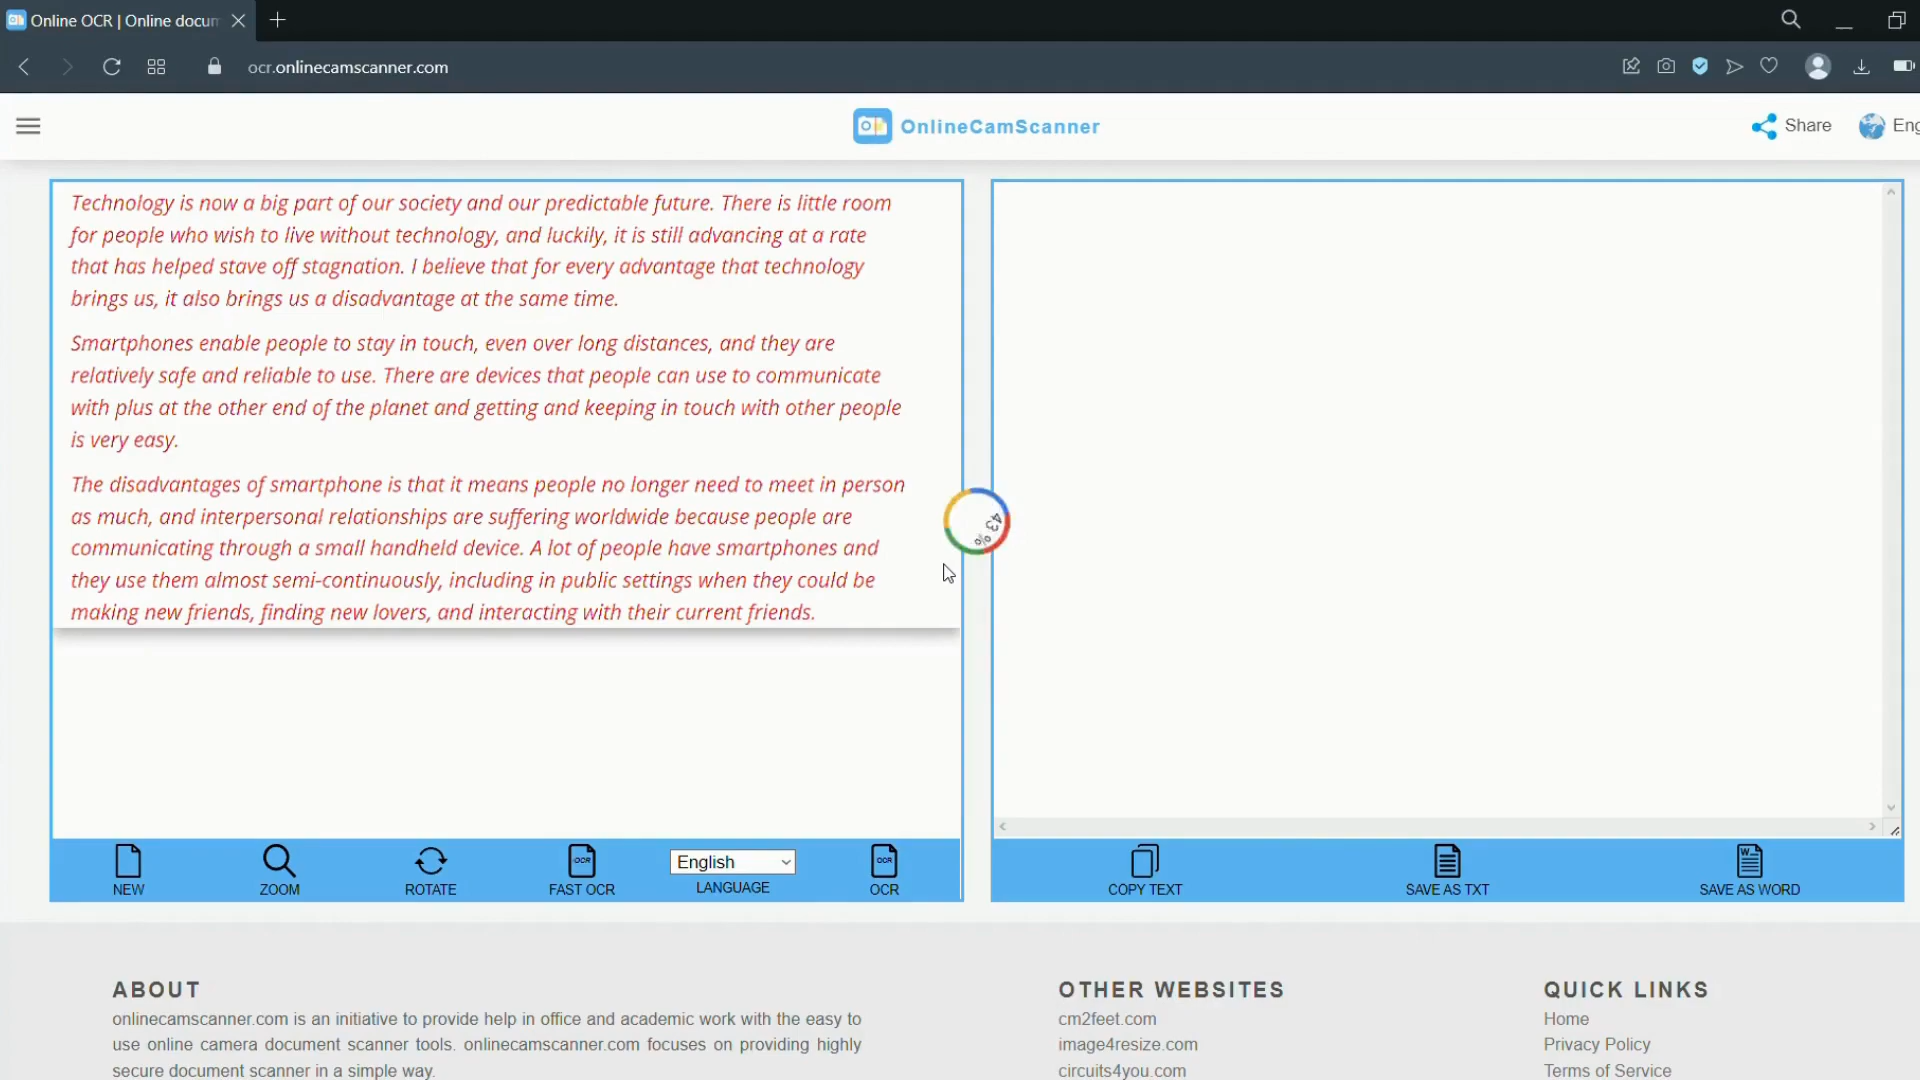 Online OCR | Online docum
ocr.onlinecamscanner.com
OnlineCamScanner
Share
Eng
Technology is now a big part of our society and our predictable future. There is little room
for people who wish to live without technology, and luckily, it is still advancing at a rate
that has helped stave off stagnation. I believe that for every advantage that technology
brings us, it also brings us a disadvantage at the same time.
Smartphones enable people to stay in touch, even over long distances, and they are
relatively safe and reliable to use. There are devices that people can use to communicate
with plus at the other end of the planet and getting and keeping in touch with other people
is very easy.
The disadvantages of smartphone is that it means people no longer need to meet in person
as much, and interpersonal relationships are suffering worldwide because people are
communicating through a small handheld device. A lot of people have smartphones and
they use them almost semi-continuously, including in public settings when they could be
making new friends, finding new lovers, and interacting with their current friends.
43 %
NEW
ZOOM
ROTATE
OCR
FAST OCR
English
LANGUAGE
OCR
OCR
COPY TEXT
SAVE AS TXT
W
SAVE AS WORD
ABOUT
onlinecamscanner.com is an initiative to provide help in office and academic work with the easy to
use online camera document scanner tools. onlinecamscanner.com focuses on providing highly
secure document scanner in a simple way.
OTHER WEBSITES
cm2feet.com
image4resize.com
circuits4you.com
QUICK LINKS
Home
Privacy Policy
Terms of Service